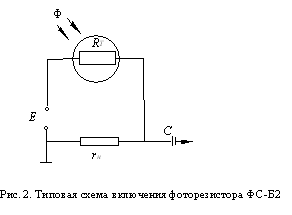 Ф
R
E
C
r н
Рис. 2. Типовая схема включения фоторезистора ФС-Б2